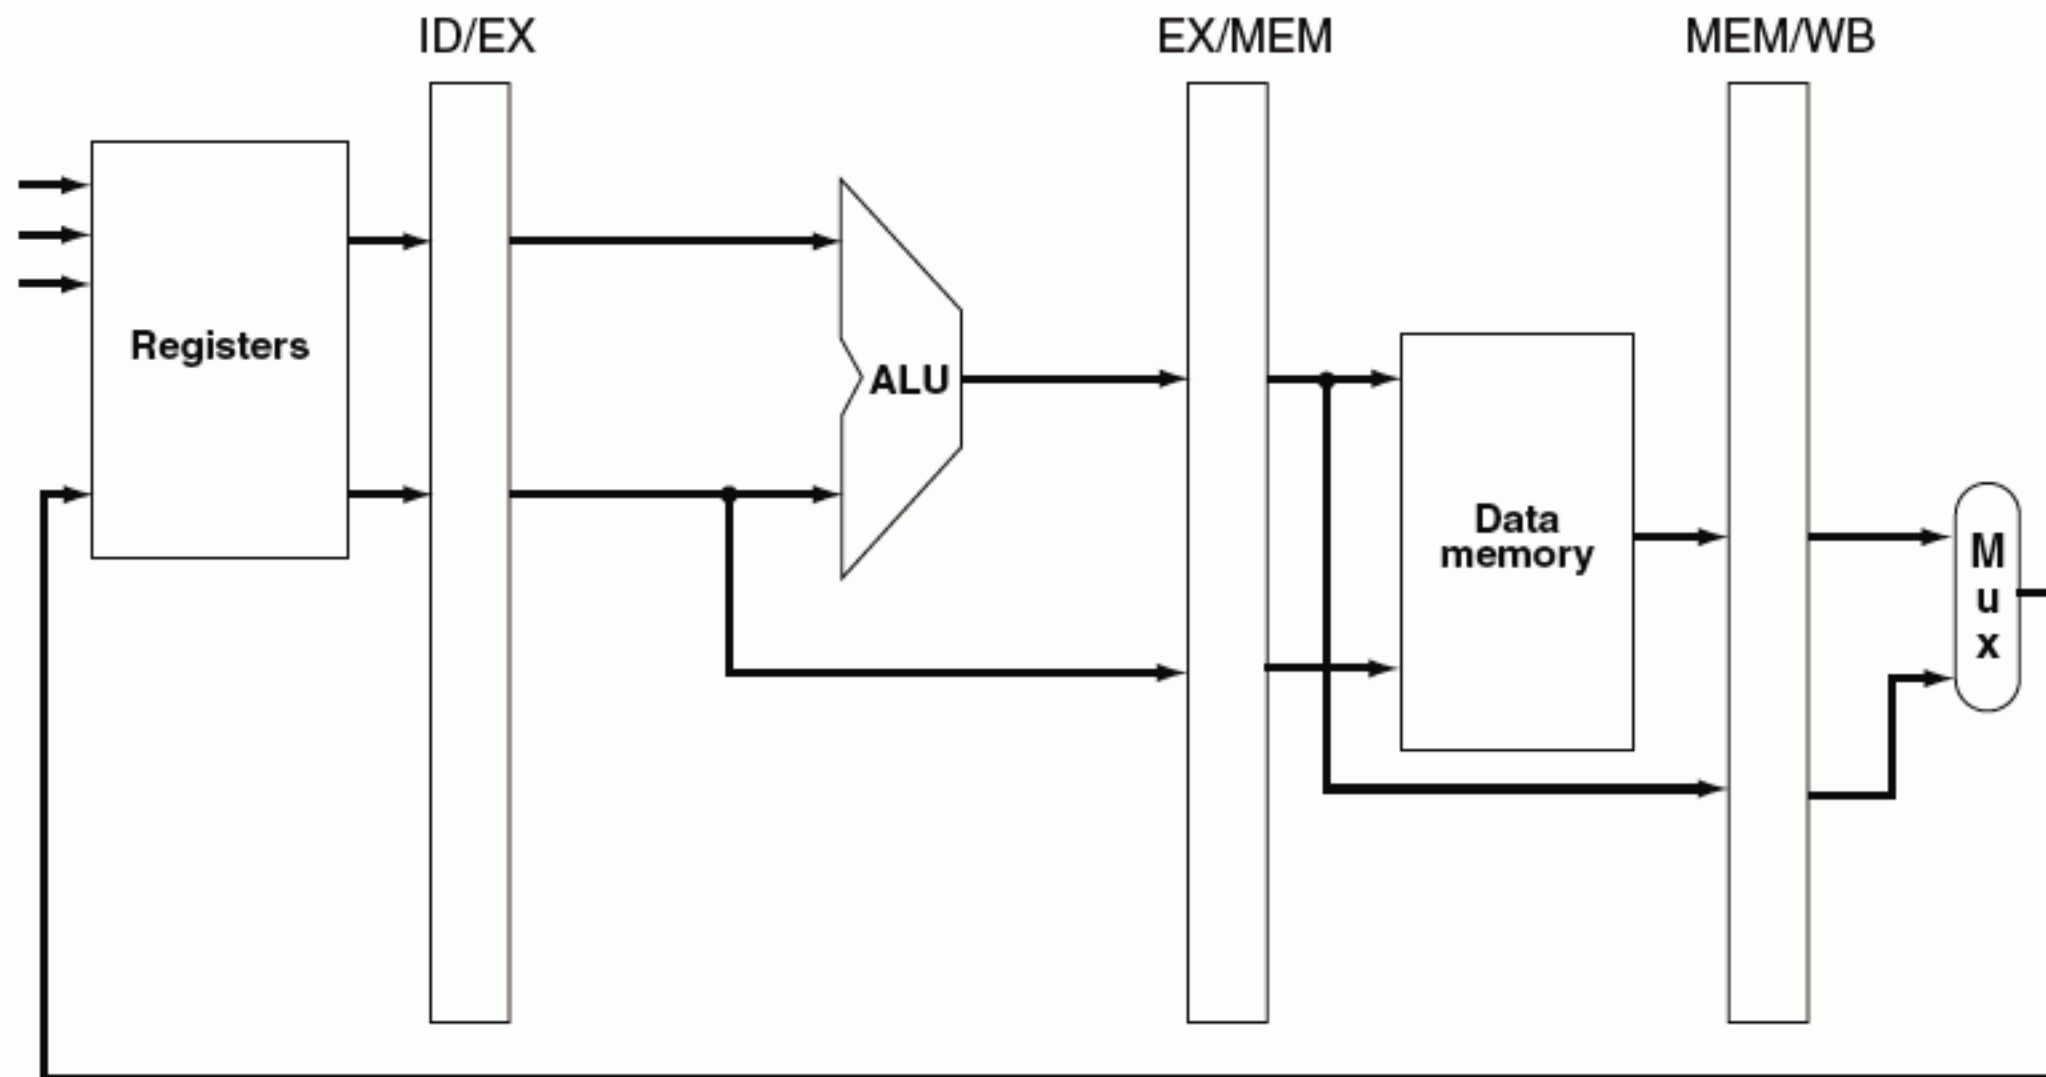 ID/EX
EX/MEM
MEM/WB
Registers
ALU
Data
memory
M
u
x